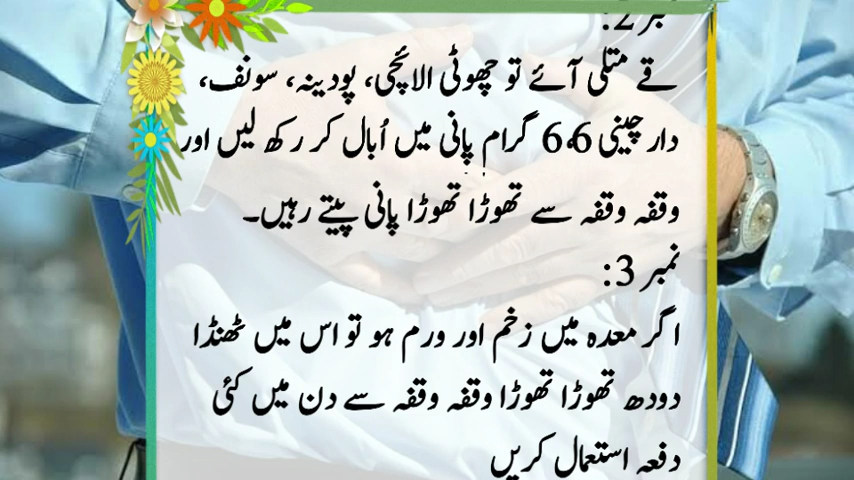 نمبر 2:
قے متلی آئے تو چھوٹی الائچی، پودینہ، سونف،
دار چینی 6،6 گرام پانی میں اُبال کر رکھ لیں اور
وقفہ وقفہ سے تھوڑا تھوڑا پانی پیتے رہیں۔
نمبر 3:
اگر معدہ میں زخم اور ورم ہو تو اس میں ٹھنڈا
دودھ تھوڑا تھوڑا وقفہ وقفہ سے دن میں کئی
دفعہ استعمال کریں